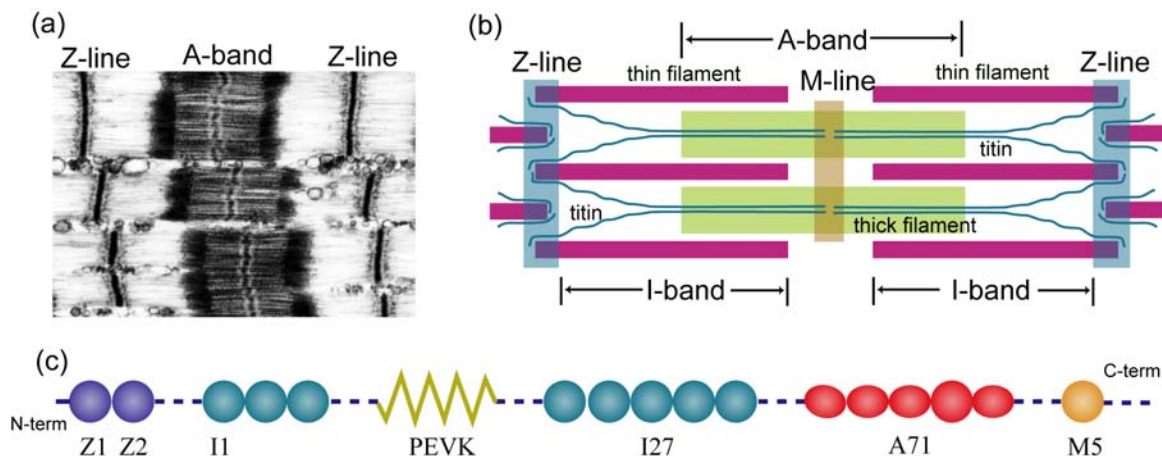 (a)
Z-line A-band Z-line
(b)
A-band
Z-line Z-line
thin filament thin filament
M-line
titin
titin
thick filament
I-band I-band
(c)
C-term
N-term
Z1 Z2 I1 PEVK I27 A71 M5